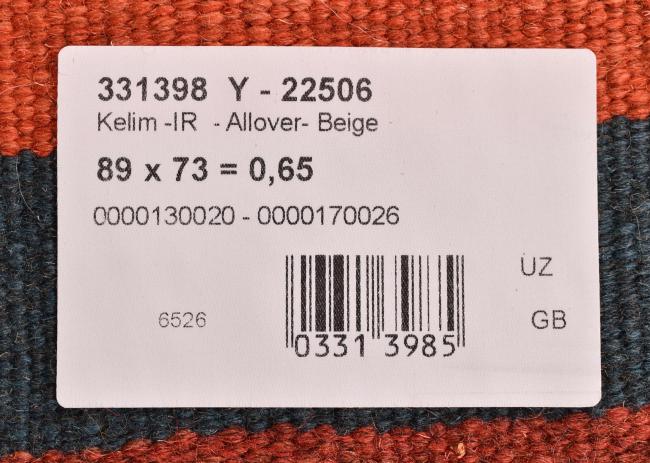 331398 Y - 22506
Kelim -IR - Allover- Beige
89 x 73 = 0,65
0000130020 - 0000170026
UZ
6526
GB
0331 3985